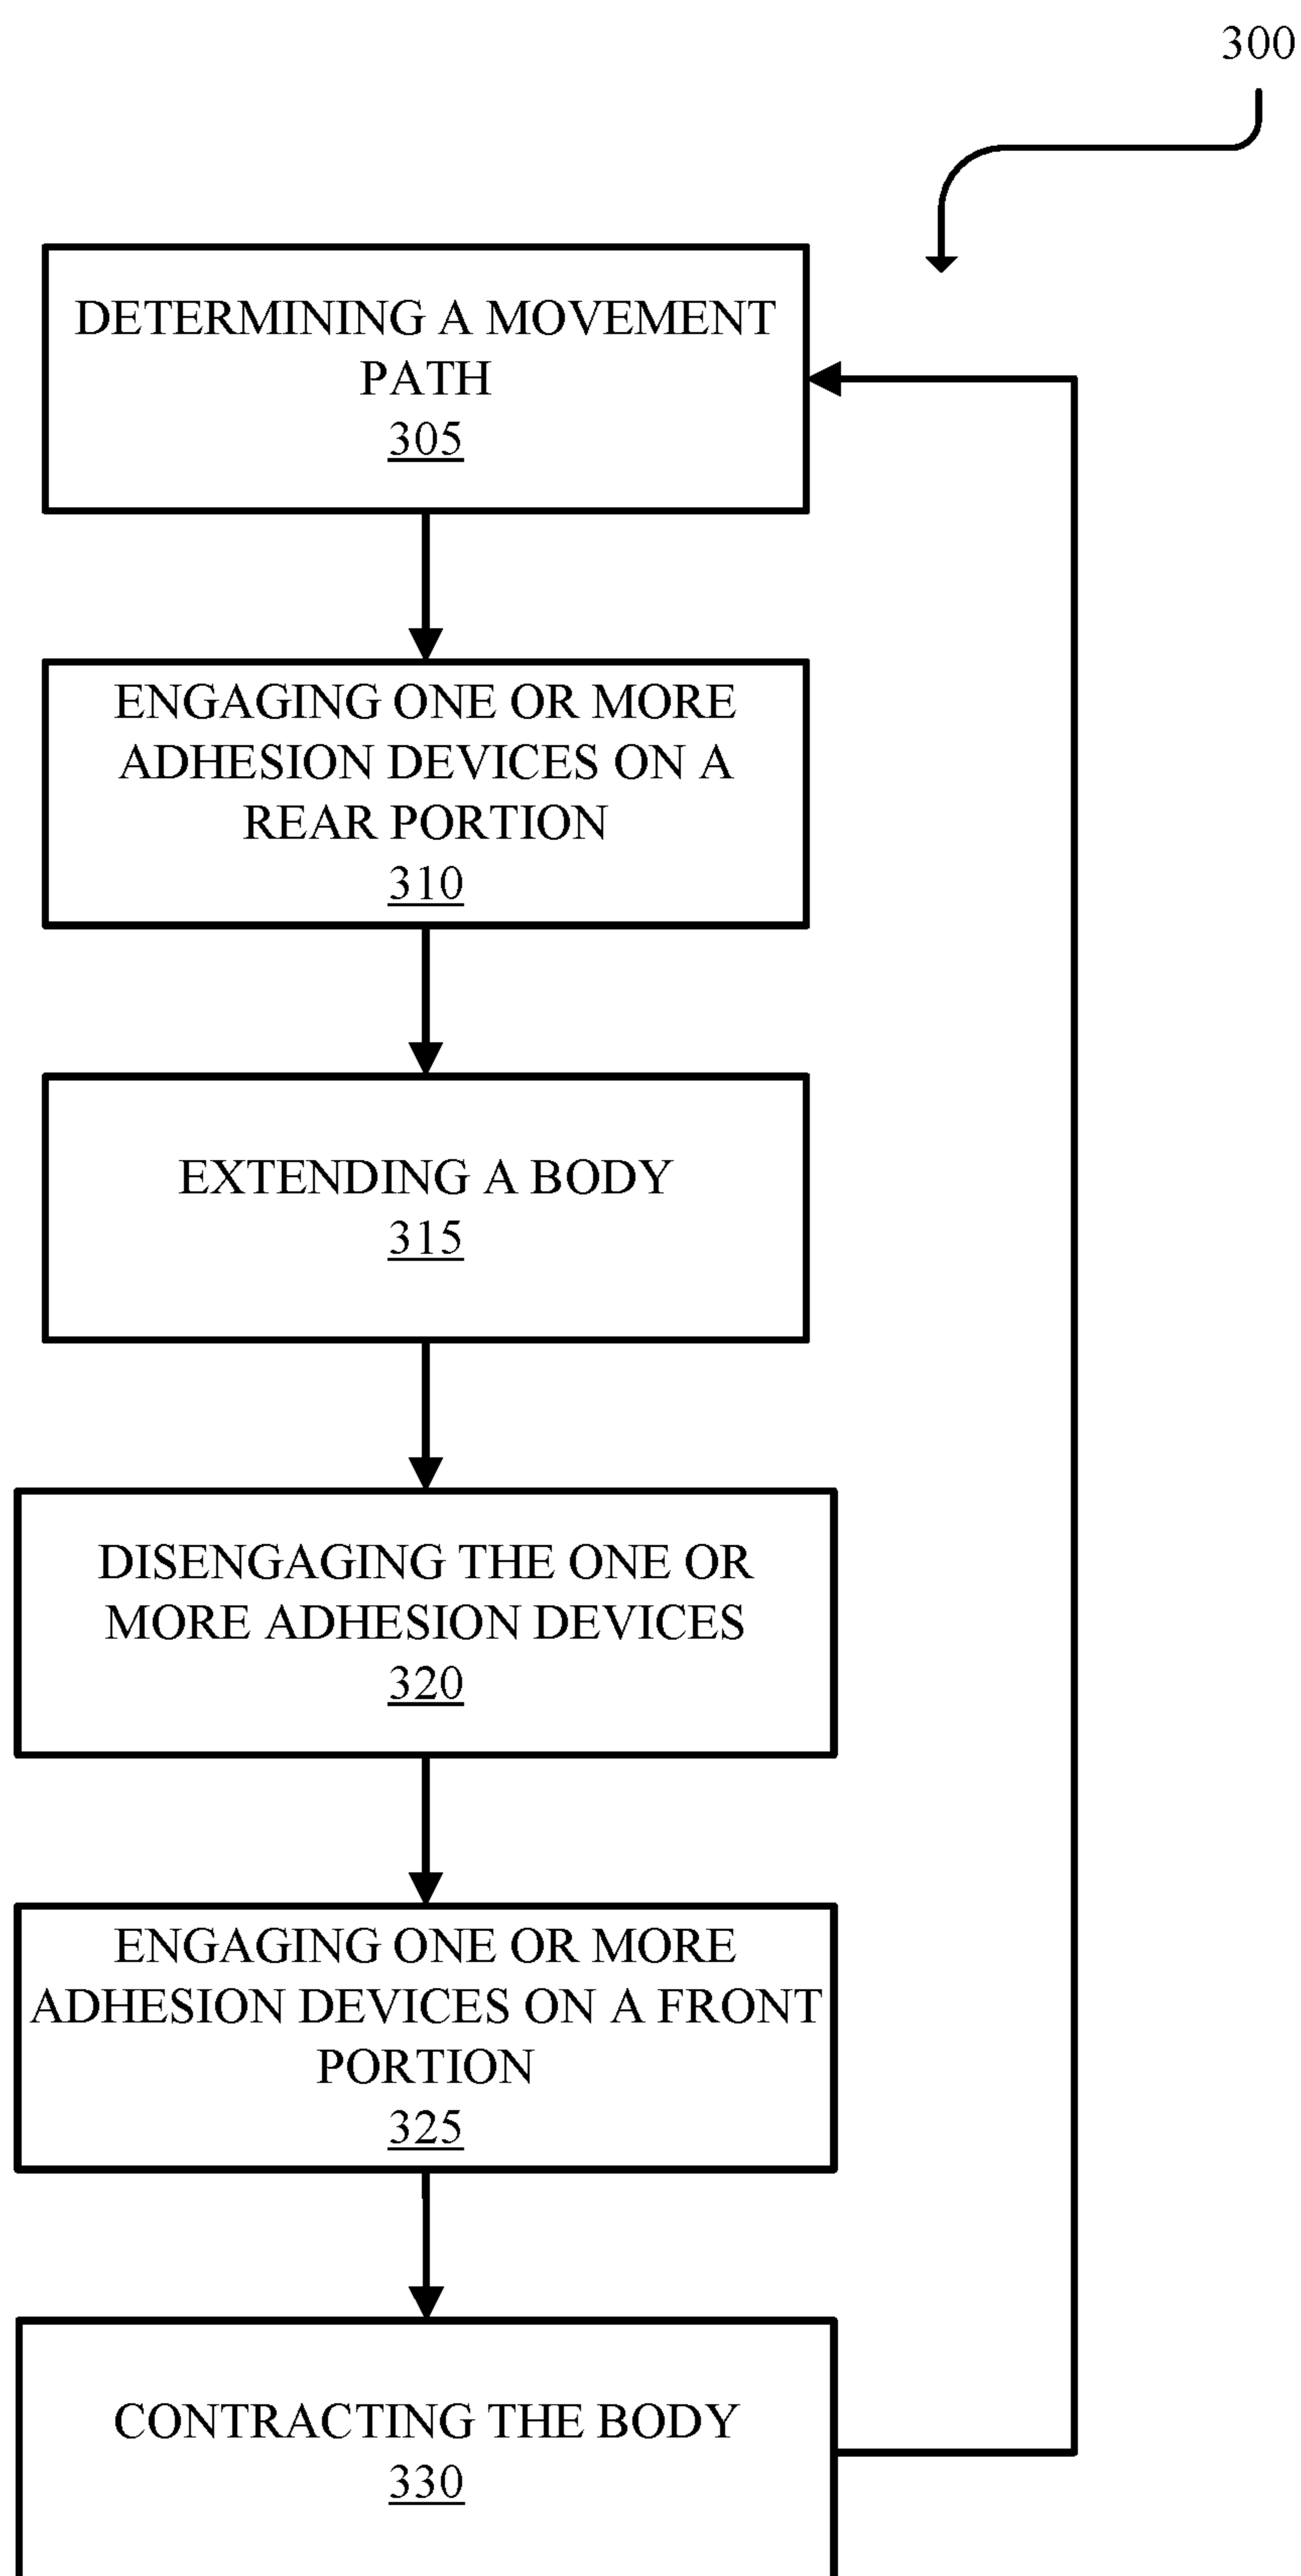 300
DETERMINING A MOVEMENT
PATH
305
ENGAGING ONE OR MORE
ADHESION DEVICES ON A
REAR PORTION
310
EXTENDING A BODY
315
DISENGAGING THE ONE OR
MORE ADHESION DEVICES
320
ENGAGING ONE OR MORE
ADHESION DEVICES ON A FRONT
PORTION
325
CONTRACTING THE BODY
330